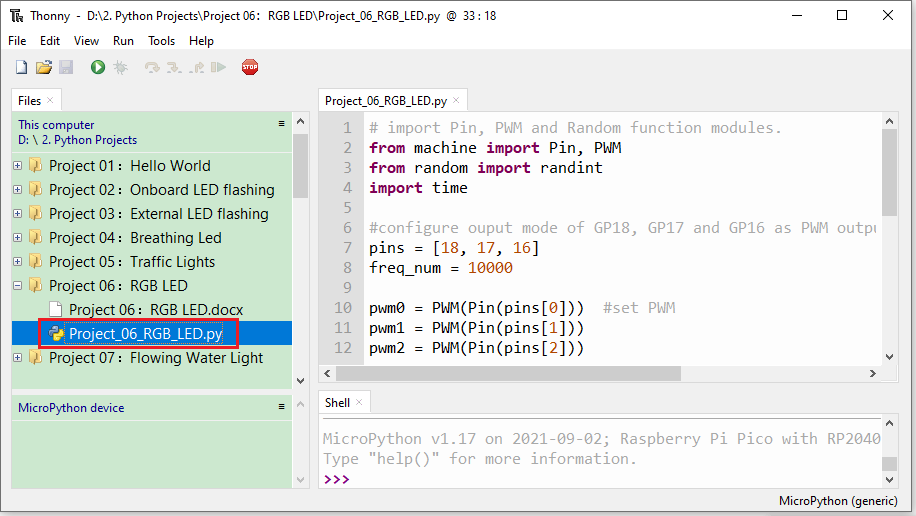 Thonny - D:\2. Python Projects\Project 06：RGB LED\Project_06_RGB_LED.py @ 33 : 18
File Edit View Run Tools Help
STOP
Files ×
This computer
D: \ 2. Python Projects
Project 01：Hello World
Project 02：Onboard LED flashing
Project 03：External LED flashing
Project 04：Breathing Led
Project 05：Traffic Lights
Project 06：RGB LED
Project 06：RGB LED.docx
Project_06_RGB_LED.py
Project 07：Flowing Water Light
MicroPython device
Project_06_RGB_LED.py ×
1 # import Pin, PWM and Random function modules.
2 from machine import Pin, PWM
3 from random import randint
4 import time
5
6 #configure ouput mode of GP18, GP17 and GP16 as PWM outpu
7 pins = [18, 17, 16]
8 freq_num = 10000
9
10 pwm0 = PWM(Pin(pins[0]))  #set PWM
11 pwm1 = PWM(Pin(pins[1]))
12 pwm2 = PWM(Pin(pins[2]))
Shell ×
MicroPython v1.17 on 2021-09-02; Raspberry Pi Pico with RP2040
Type "help()" for more information.
>>>
MicroPython (generic)